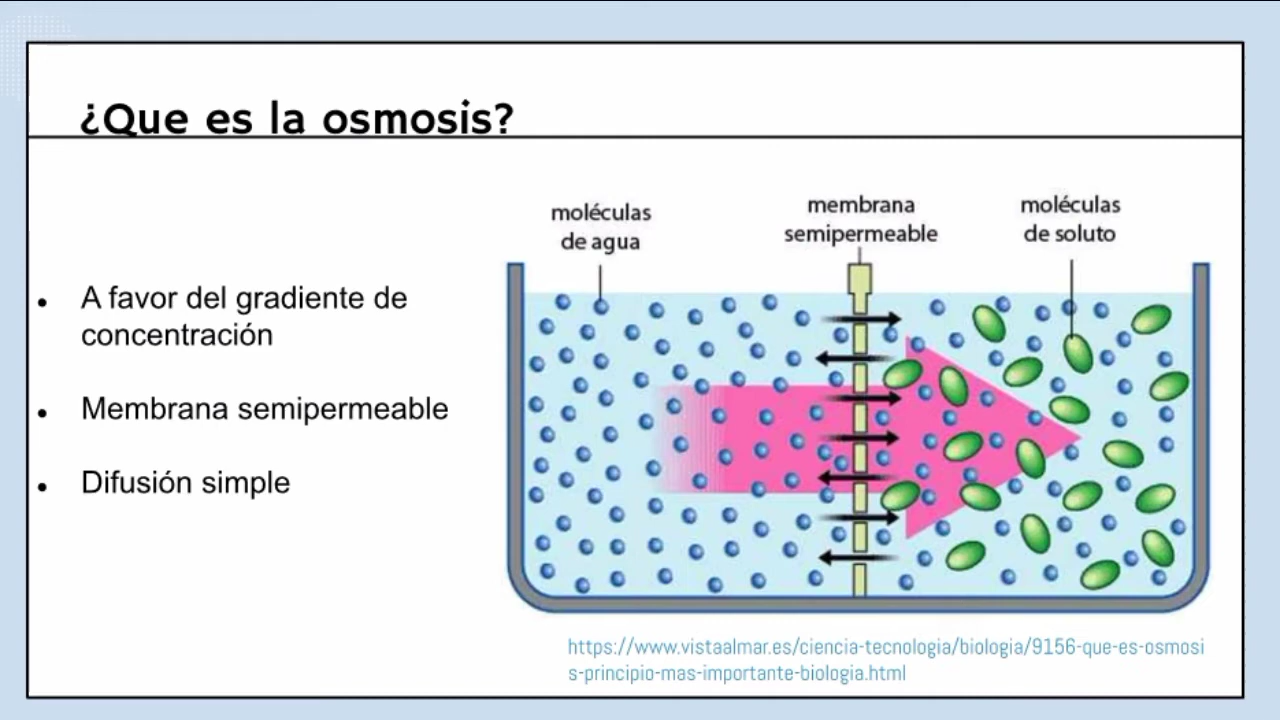 ¿Que es la osmosis?
A favor del gradiente de
concentración
Membrana semipermeable
Difusión simple
moléculas
de agua
membrana
semipermeable
moléculas
de soluto
https://www.vistaalmar.es/ciencia-tecnologia/biologia/9156-que-es-osmosi
s-principio-mas-importante-biologia.html